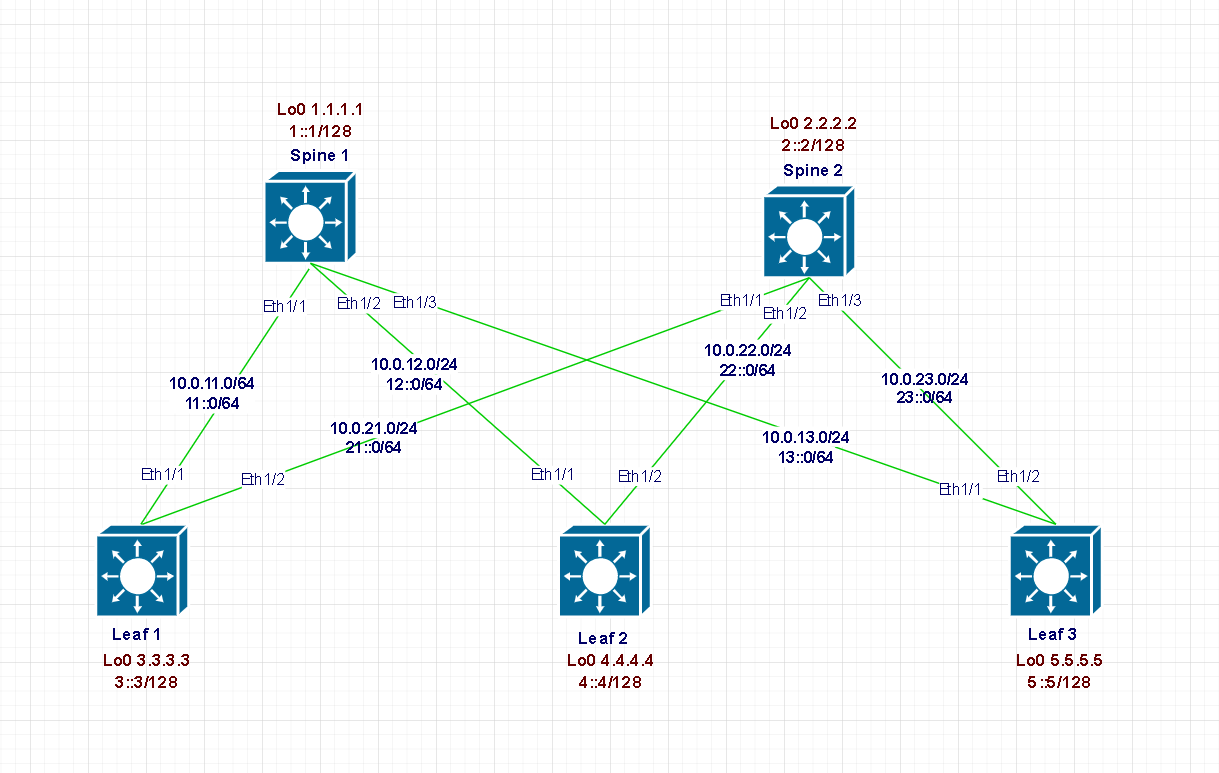 Lo0 1.1.1.1
1::1/128
Spine 1
Lo0 2.2.2.2
2::2/128
Spine 2
Eth1/1
Eth1/2
Eth1/3
Eth1/1
Eth1/2
Eth1/3
10.0.11.0/64
11::0/64
10.0.12.0/24
12::0/64
10.0.22.0/24
22::0/64
10.0.23.0/24
23::0/64
10.0.21.0/24
21::0/64
10.0.13.0/24
13::0/64
Eth1/1
Eth1/2
Eth1/1
Eth1/2
Eth1/1
Eth1/2
Leaf 1
Lo0 3.3.3.3
3::3/128
Leaf 2
Lo0 4.4.4.4
4::4/128
Leaf 3
Lo0 5.5.5.5
5::5/128